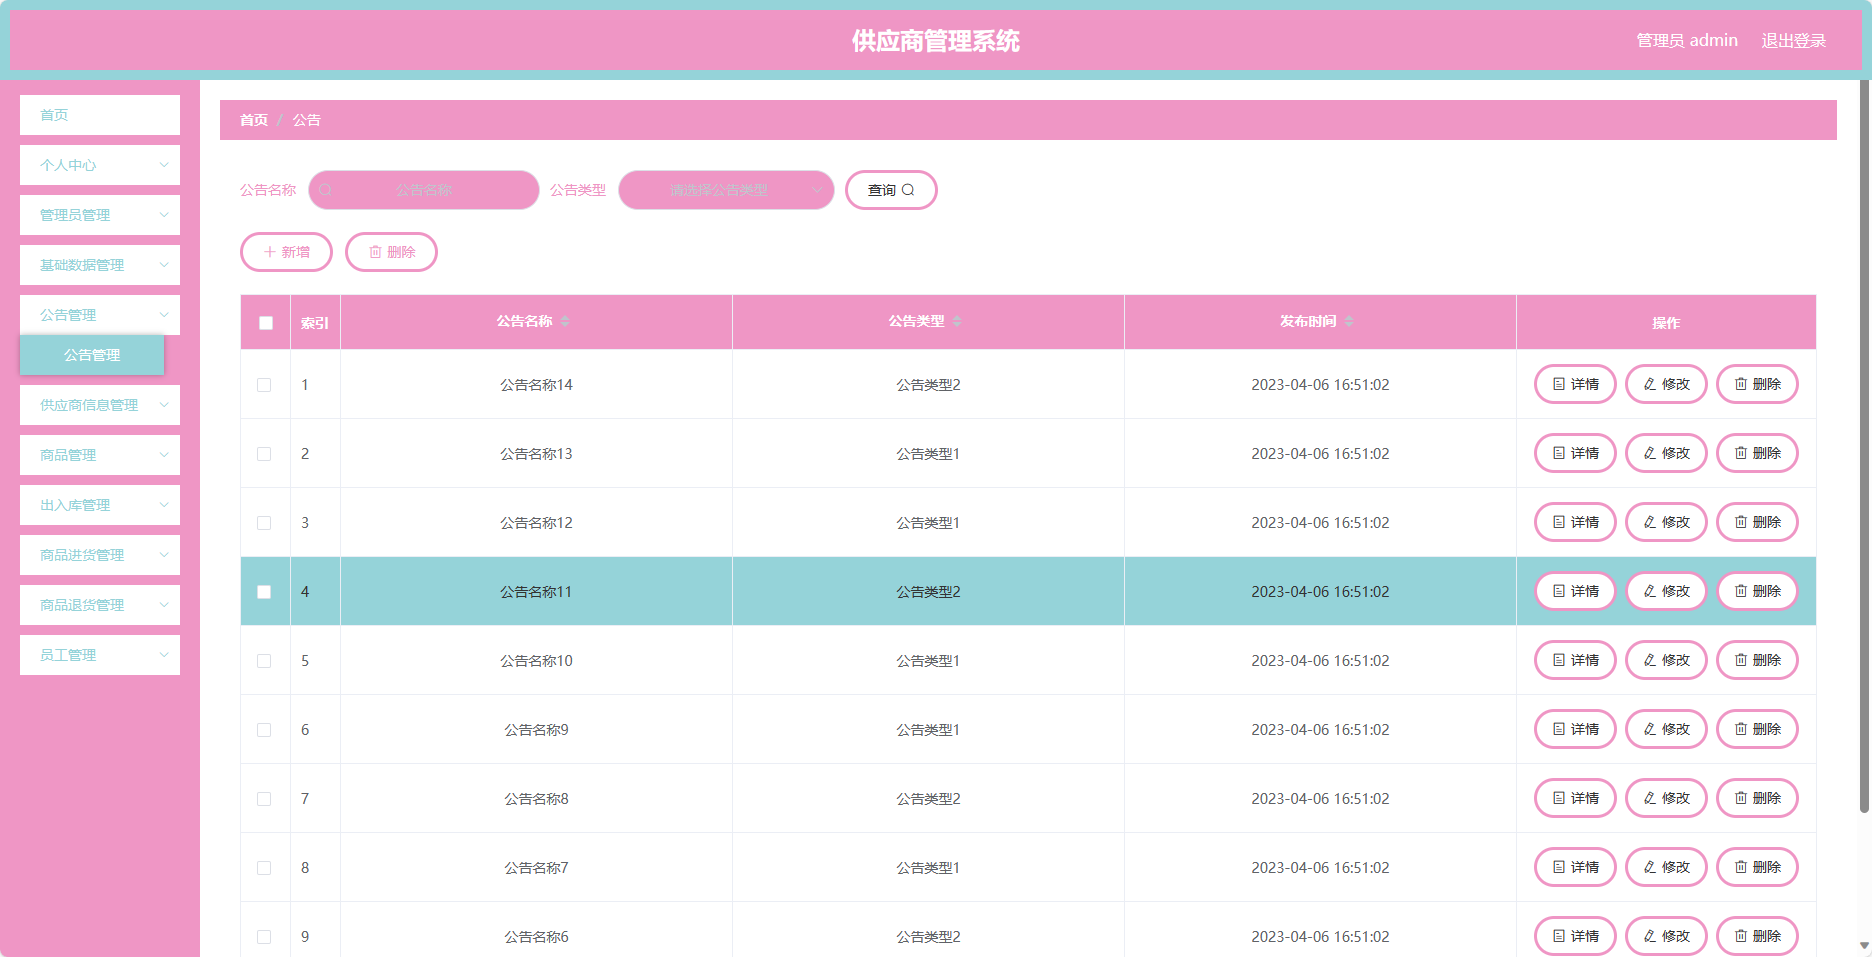 供应商管理系统
管理员 admin 退出登录
首页
个人中心
管理员管理
基础数据管理
公告管理
公告管理
供应商信息管理
商品管理
出入库管理
商品进货管理
商品退货管理
员工管理
首页 / 公告
公告名称 公告名称 公告类型 请选择公告类型 查询
新增 删除
索引 公告名称 公告类型 发布时间 操作
1 公告名称14 公告类型2 2023-04-06 16:51:02 详情 修改 删除
2 公告名称13 公告类型1 2023-04-06 16:51:02 详情 修改 删除
3 公告名称12 公告类型1 2023-04-06 16:51:02 详情 修改 删除
4 公告名称11 公告类型2 2023-04-06 16:51:02 详情 修改 删除
5 公告名称10 公告类型1 2023-04-06 16:51:02 详情 修改 删除
6 公告名称9 公告类型1 2023-04-06 16:51:02 详情 修改 删除
7 公告名称8 公告类型2 2023-04-06 16:51:02 详情 修改 删除
8 公告名称7 公告类型1 2023-04-06 16:51:02 详情 修改 删除
9 公告名称6 公告类型2 2023-04-06 16:51:02 详情 修改 删除